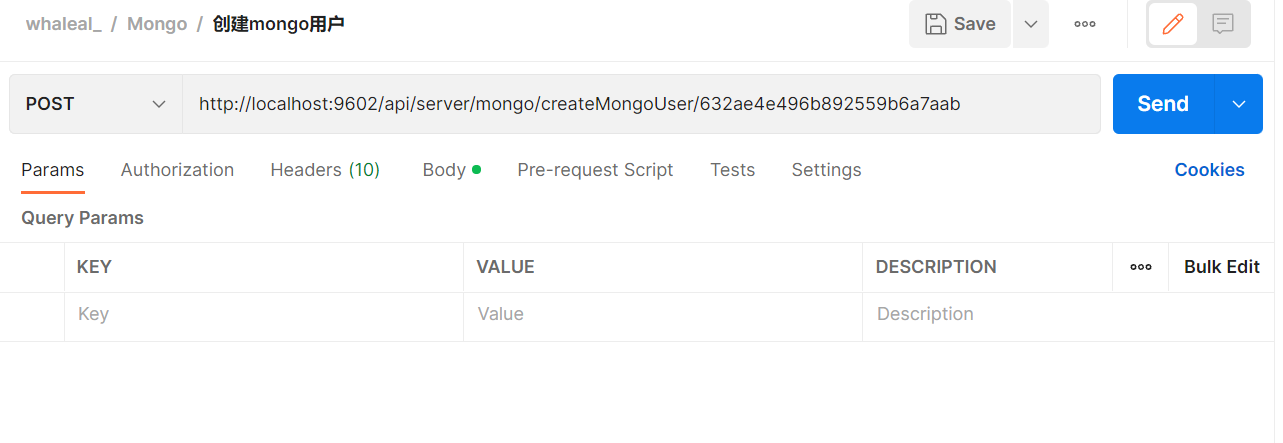 whaleal_ / Mongo / 创建mongo用户
Save
POST
http://localhost:9602/api/server/mongo/createMongoUser/632ae4e496b892559b6a7aab
Send
Params Authorization Headers (10) Body Pre-request Script Tests Settings Cookies
Query Params
KEY VALUE DESCRIPTION Bulk Edit
Key Value Description